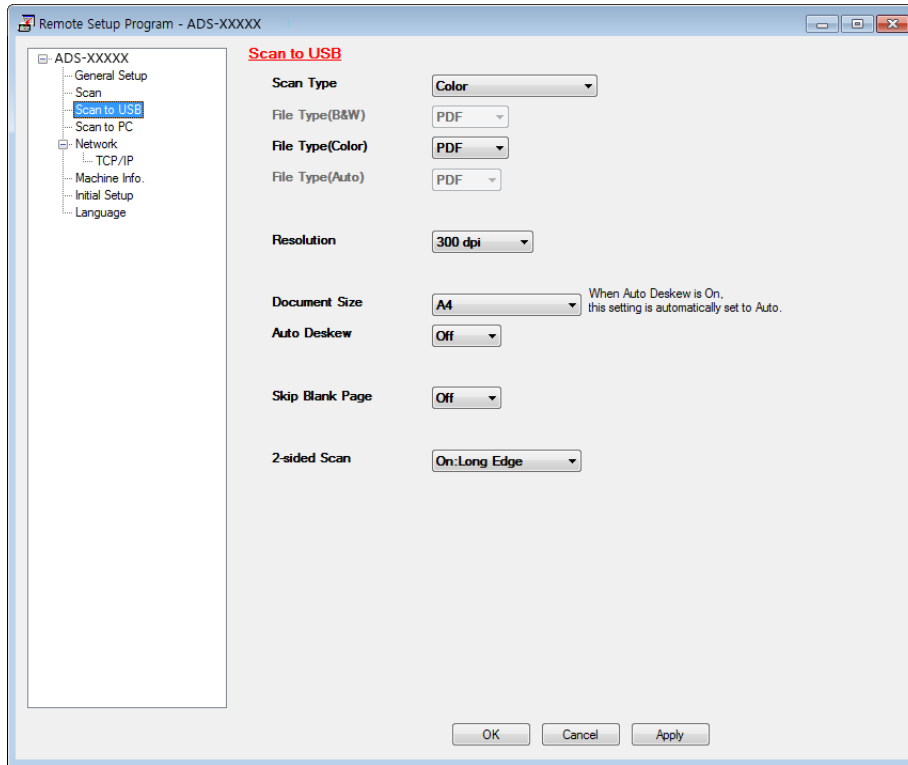 Remote Setup Program - ADS-XXXXX
ADS-XXXXX
General Setup
Scan
Scan to USB
Scan to PC
Network
TCP/IP
Machine Info.
Initial Setup
Language
Scan to USB
Scan Type
Color
File Type(B&W)
PDF
File Type(Color)
PDF
File Type(Auto)
PDF
Resolution
300 dpi
Document Size
A4
When Auto Deskew is On,
this setting is automatically set to Auto.
Auto Deskew
Off
Skip Blank Page
Off
2-sided Scan
On:Long Edge
OK
Cancel
Apply